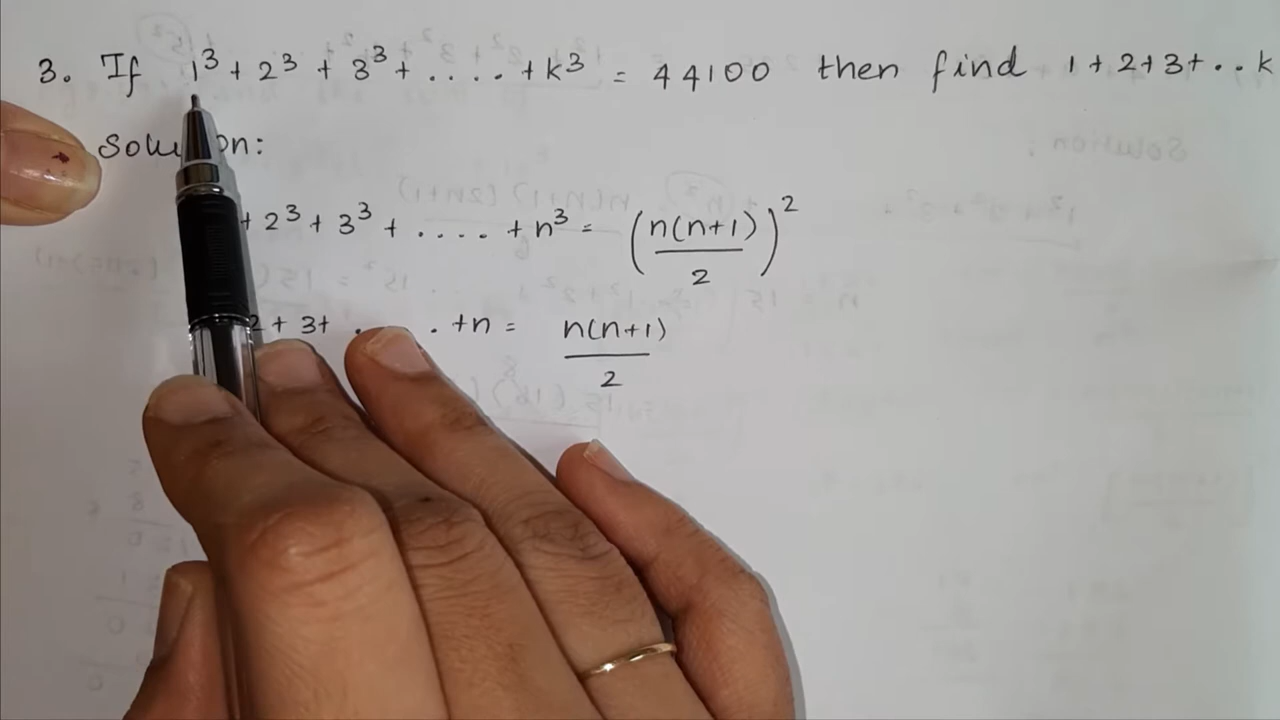 3. If 1³ + 2³ + 3³ + .... + k³ = 44100 then find 1+2+3+..k
+ 2³ + 3³ + .... + n³ = (n(n+1)/2)²
2 + 3+ . . +n = n(n+1)/2